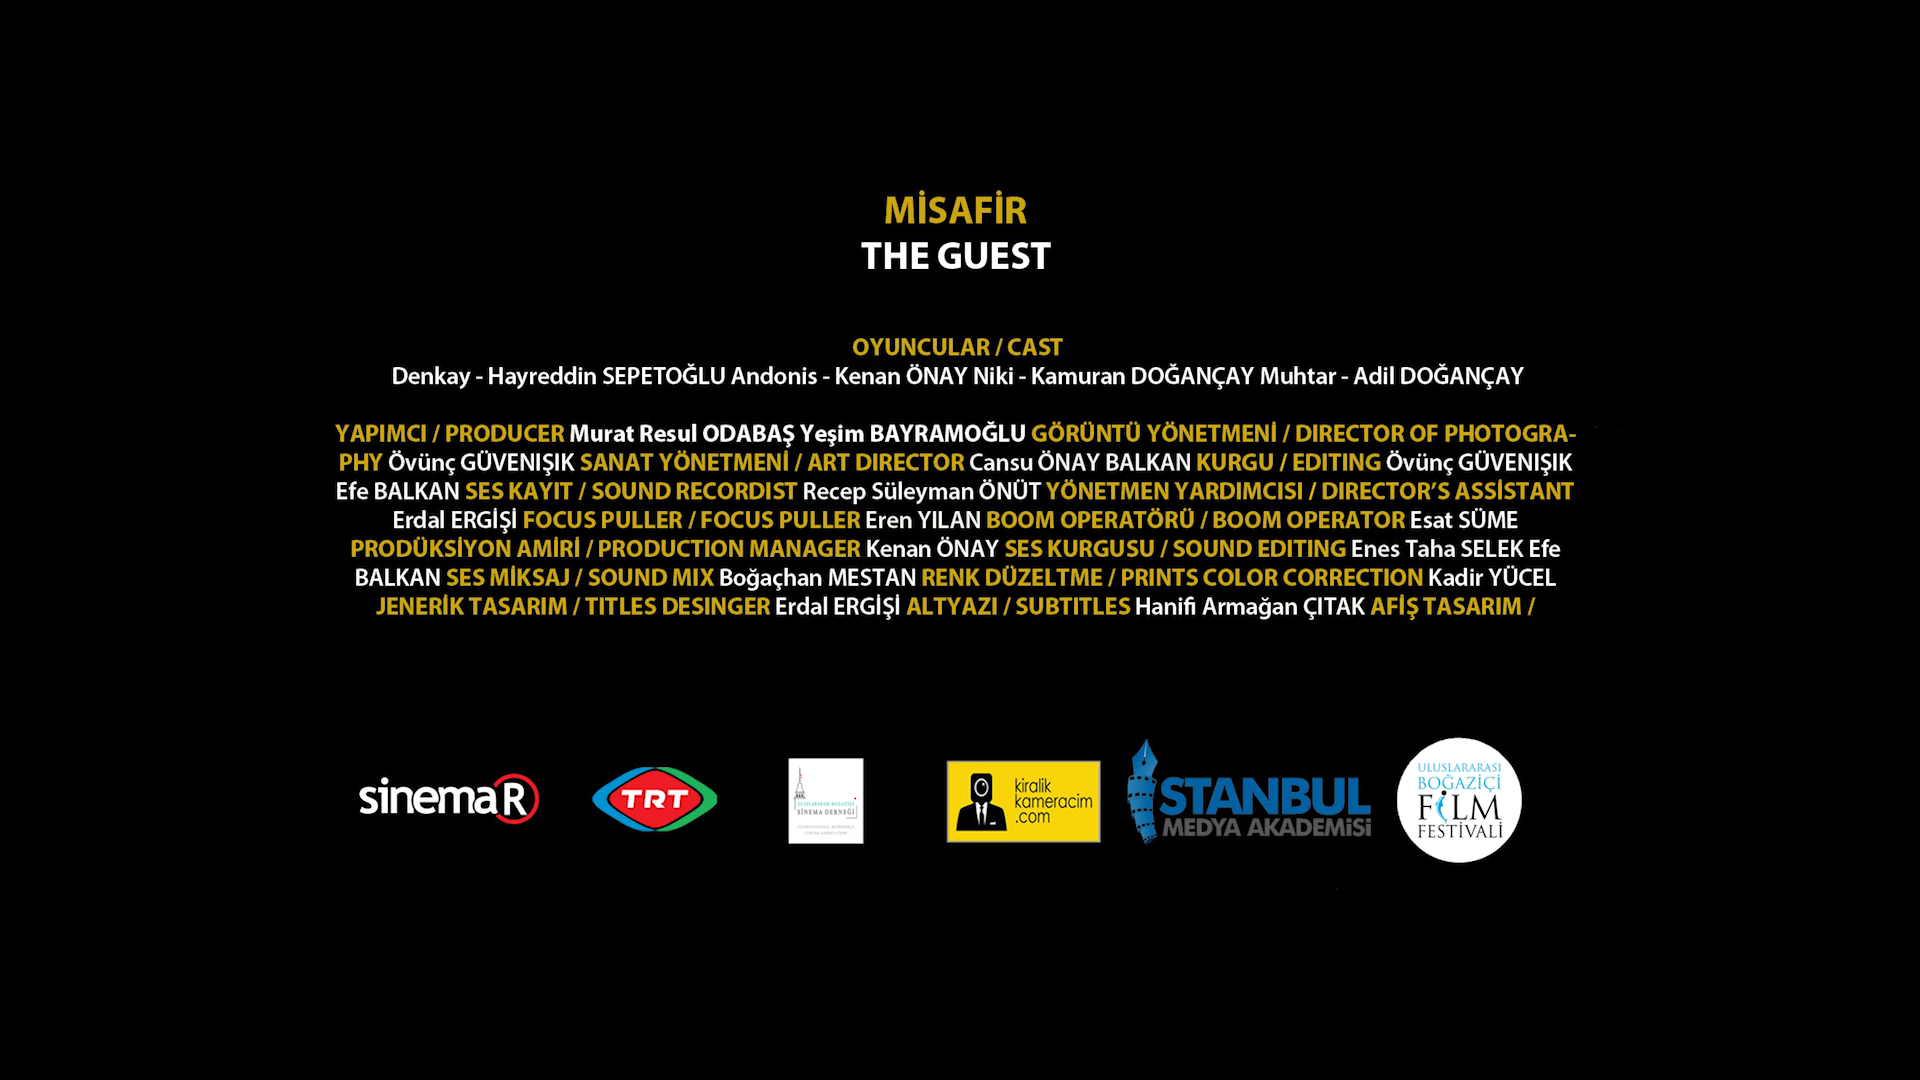 MİSAFİR
THE GUEST
OYUNCULAR / CAST
Denkay - Hayreddin SEPETOĞLU Andonis - Kenan ÖNAY Niki - Kamuran DOĞANÇAY Muhtar - Adil DOĞANÇAY
YAPIMCI / PRODUCER Murat Resul ODABAŞ Yeşim BAYRAMOĞLU GÖRÜNTÜ YÖNETMENİ / DIRECTOR OF PHOTOGRA-
PHY Övünç GÜVENIŞIK SANAT YÖNETMENİ / ART DIRECTOR Cansu ÖNAY BALKAN KURGU / EDITING Övünç GÜVENIŞIK
Efe BALKAN SES KAYIT / SOUND RECORDIST Recep Süleyman ÖNÜT YÖNETMEN YARDIMCISI / DIRECTOR’S ASSİSTANT
Erdal ERGİŞİ FOCUS PULLER / FOCUS PULLER Eren YILAN BOOM OPERATÖRÜ / BOOM OPERATOR Esat SÜME
PRODÜKSİYON AMİRİ / PRODUCTION MANAGER Kenan ÖNAY SES KURGUSU / SOUND EDITING Enes Taha SELEK Efe
BALKAN SES MİKSAJ / SOUND MIX Boğaçhan MESTAN RENK DÜZELTME / PRINTS COLOR CORRECTION Kadir YÜCEL
JENERİK TASARIM / TITLES DESINGER Erdal ERGİŞİ ALTYAZI / SUBTITLES Hanifi Armağan ÇITAK AFİŞ TASARIM /
sinemaR
TRT
ULUSLARARASI BOĞAZİÇİ
SİNEMA DERNEĞİ
kiralik
kameracim
.com
İSTANBUL
MEDYA AKADEMİSİ
ULUSLARARASI
BOĞAZİÇİ
FİLM
FESTİVALİ